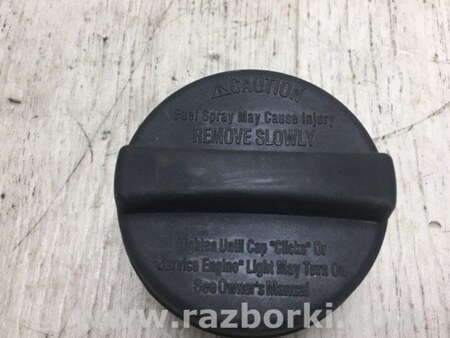 ⚠CAUTION
Fuel Spray May Cause Injury
REMOVE SLOWLY
Tighten Until Cap "Clicks" Or
"Service Engine" Light May Turn On.
See Owner's Manual
www.razborki.